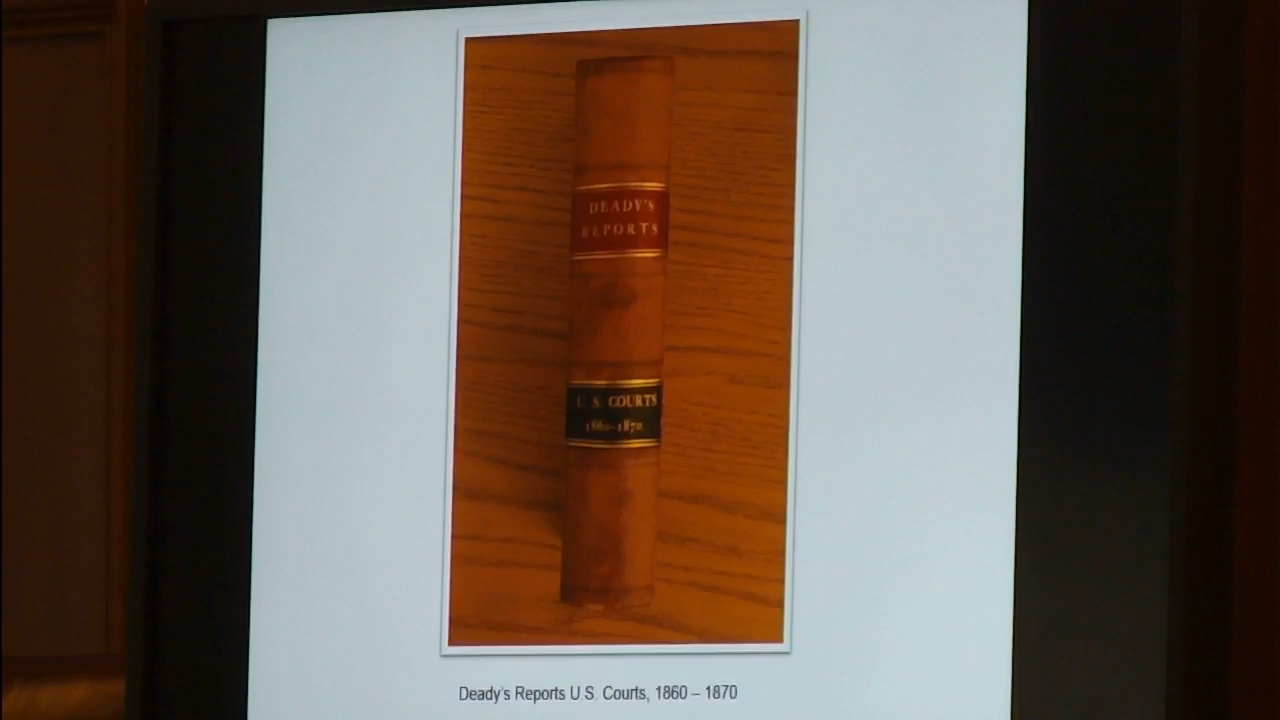 DEADY'S
REPORTS
U. S. COURTS
1860-1870
Deady's Reports U.S. Courts, 1860 – 1870